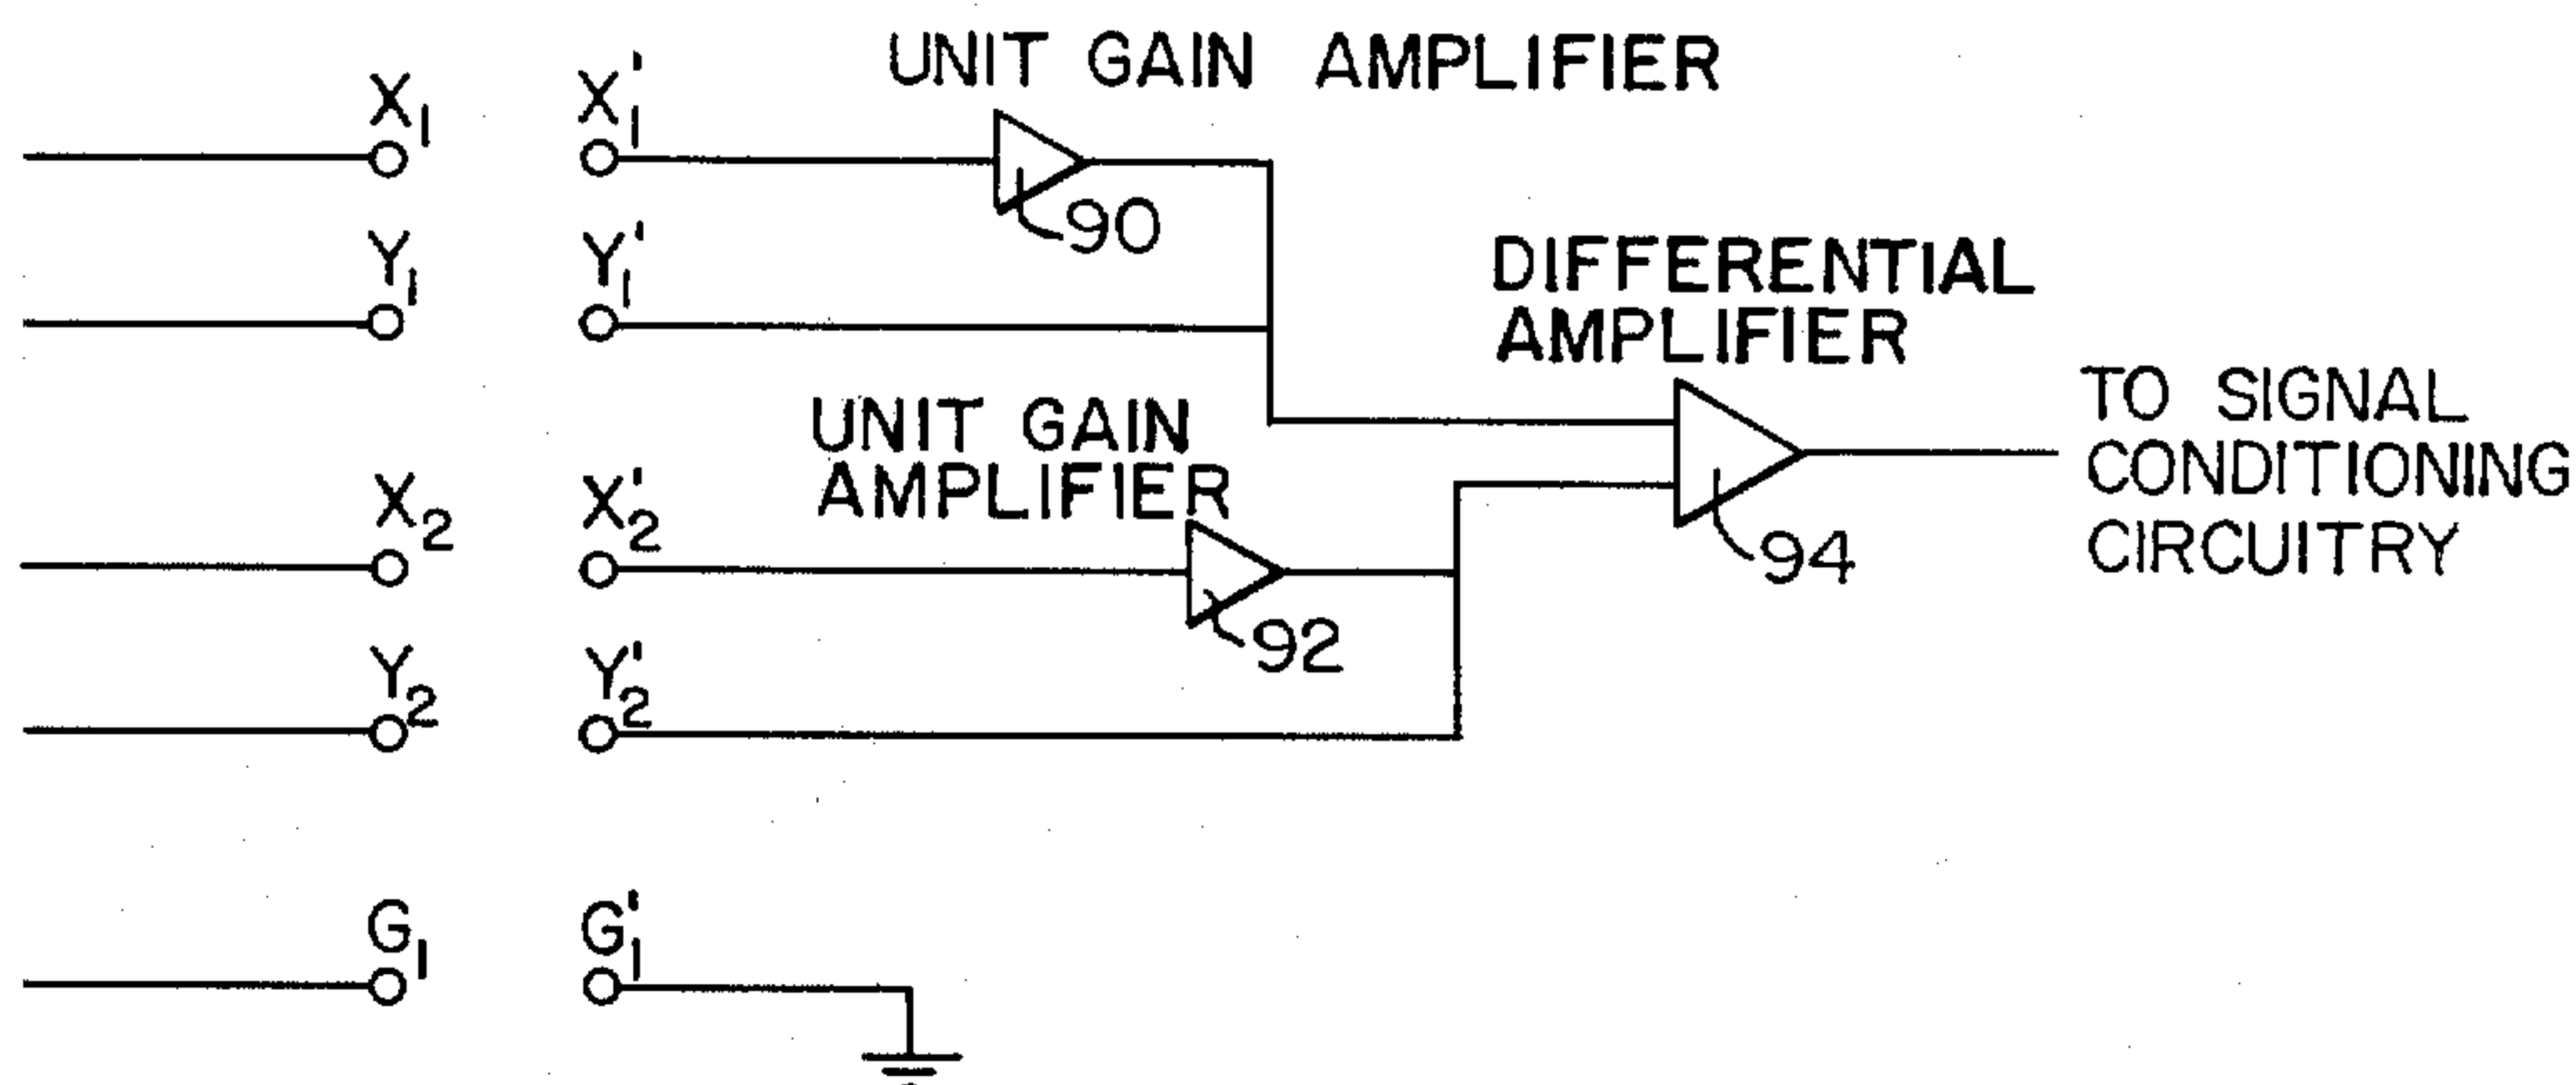 UNIT GAIN AMPLIFIER
X₁ X₁'
90
Y₁ Y₁'
DIFFERENTIAL
AMPLIFIER
TO SIGNAL
CONDITIONING
CIRCUITRY
UNIT GAIN
AMPLIFIER
X₂ X₂'
94
92
Y₂ Y₂'
G₁ G₁'